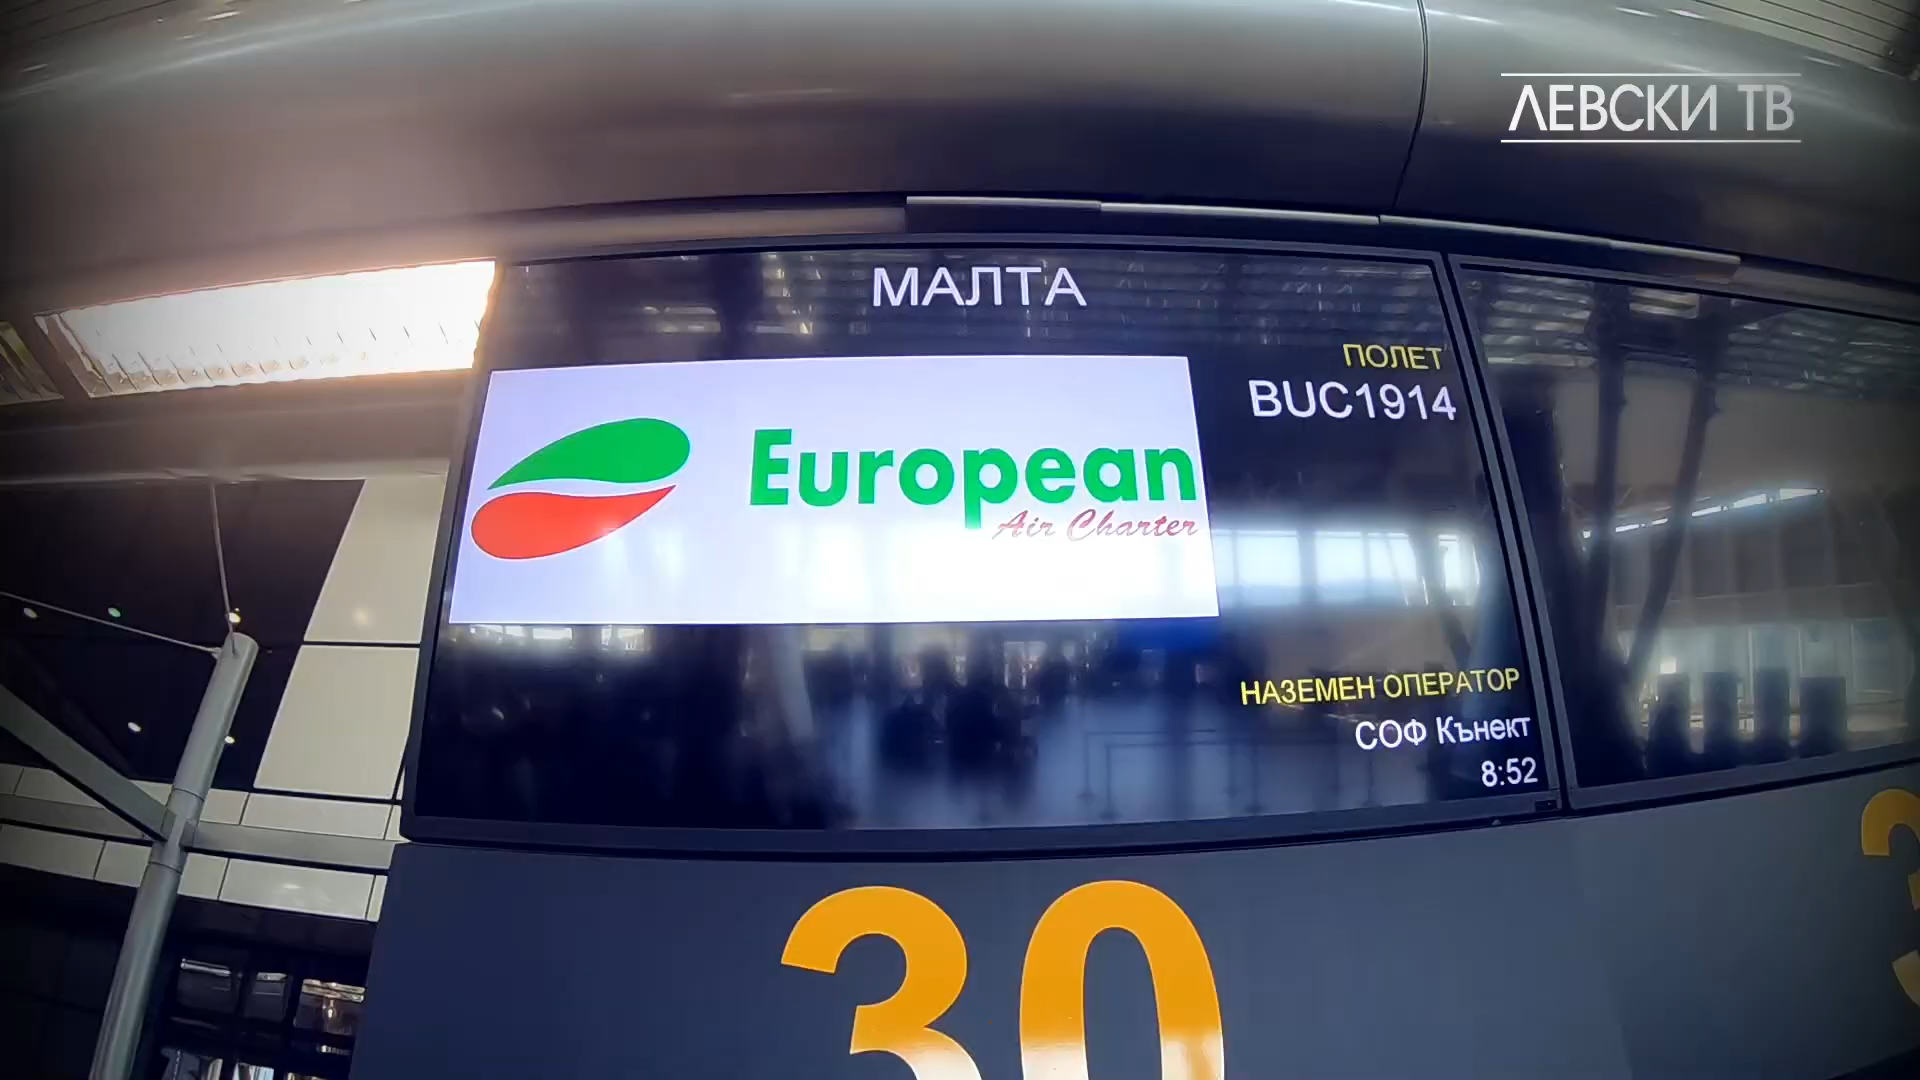 ЛЕВСКИ ТВ
МАЛТА
ПОЛЕТ
BUC1914
European
Air Charter
НАЗЕМЕН ОПЕРАТОР
СОФ Кънект
8:52
30